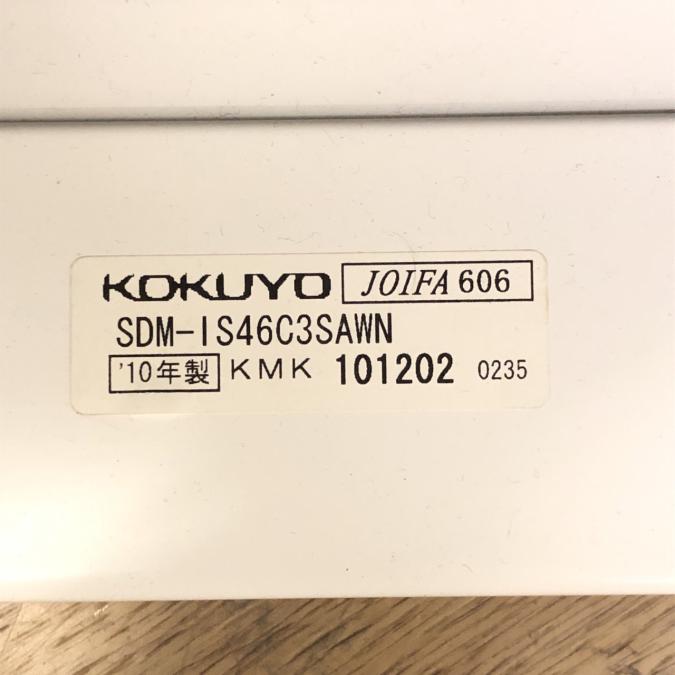 KOKUYO JOIFA 606
SDM-IS46C3SAWN
'10年製 KMK 101202 0235